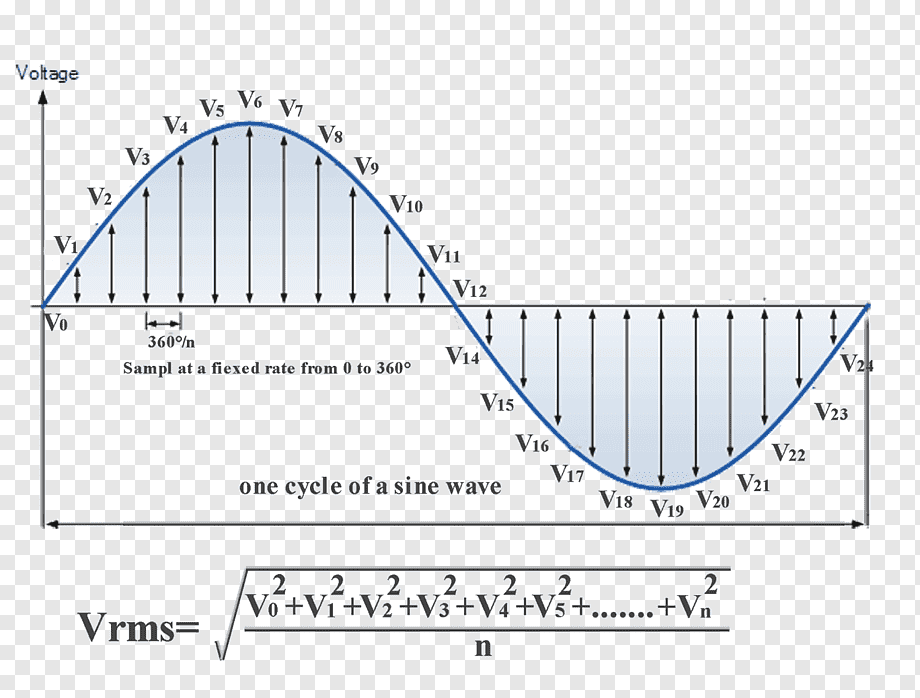 Voltage
V0
V1
V2
V3
V4
V5
V6
V7
V8
V9
V10
V11
V12
360°/n
Sampl at a fiexed rate from 0 to 360°
V14
V15
V16
V17
V18
V19
V20
V21
V22
V23
V24
one cycle of a sine wave
Vrms= √((V0²+V1²+V2²+V3²+V4²+V5²+.......+Vn²)/n)